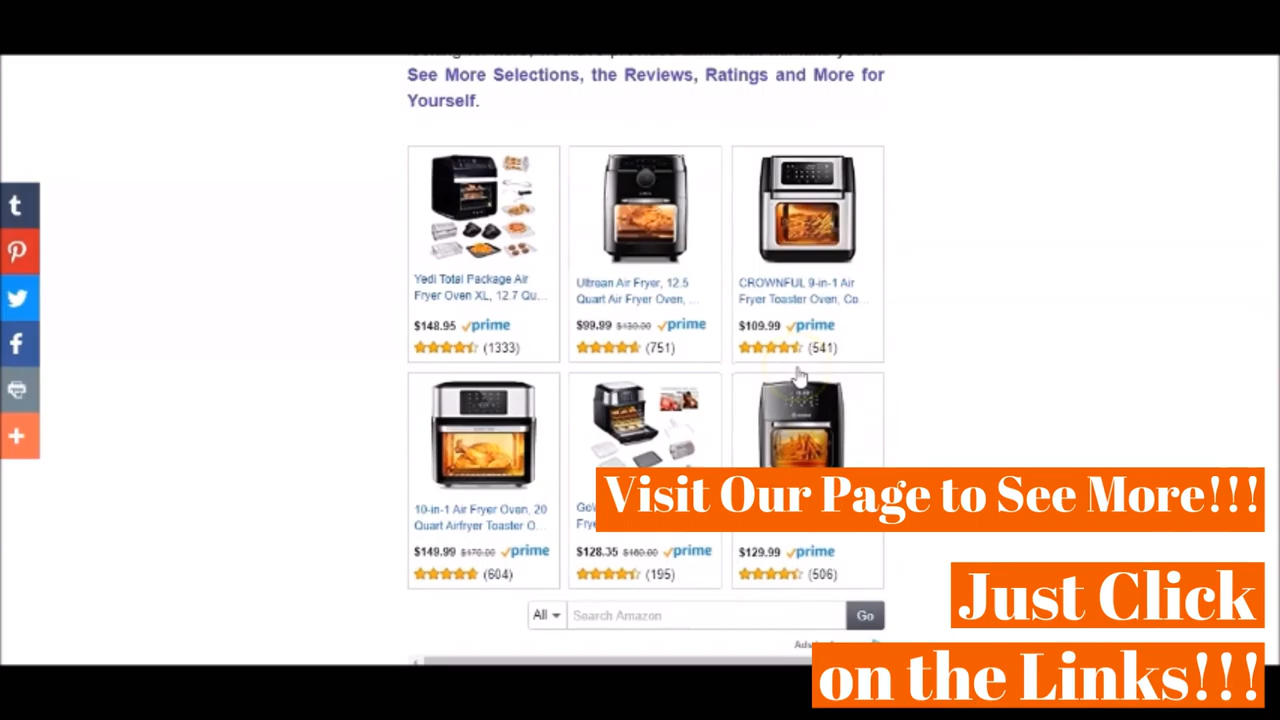 See More Selections, the Reviews, Ratings and More for
Yourself.
Yedi Total Package Air
Fryer Oven XL, 12.7 Qu...
$148.95 prime
(1333)
Ultrean Air Fryer, 12.5
Quart Air Fryer Oven, ...
$99.99 $130.00 prime
(751)
CROWNFUL 9-in-1 Air
Fryer Toaster Oven, Co...
$109.99 prime
(541)
10-in-1 Air Fryer Oven, 20
Quart Airfryer Toaster O...
$149.99 $170.00 prime
(604)
$128.35 $180.00 prime
(195)
$129.99 prime
(506)
Visit Our Page to See More!!!
Just Click
on the Links!!!
All Search Amazon Go